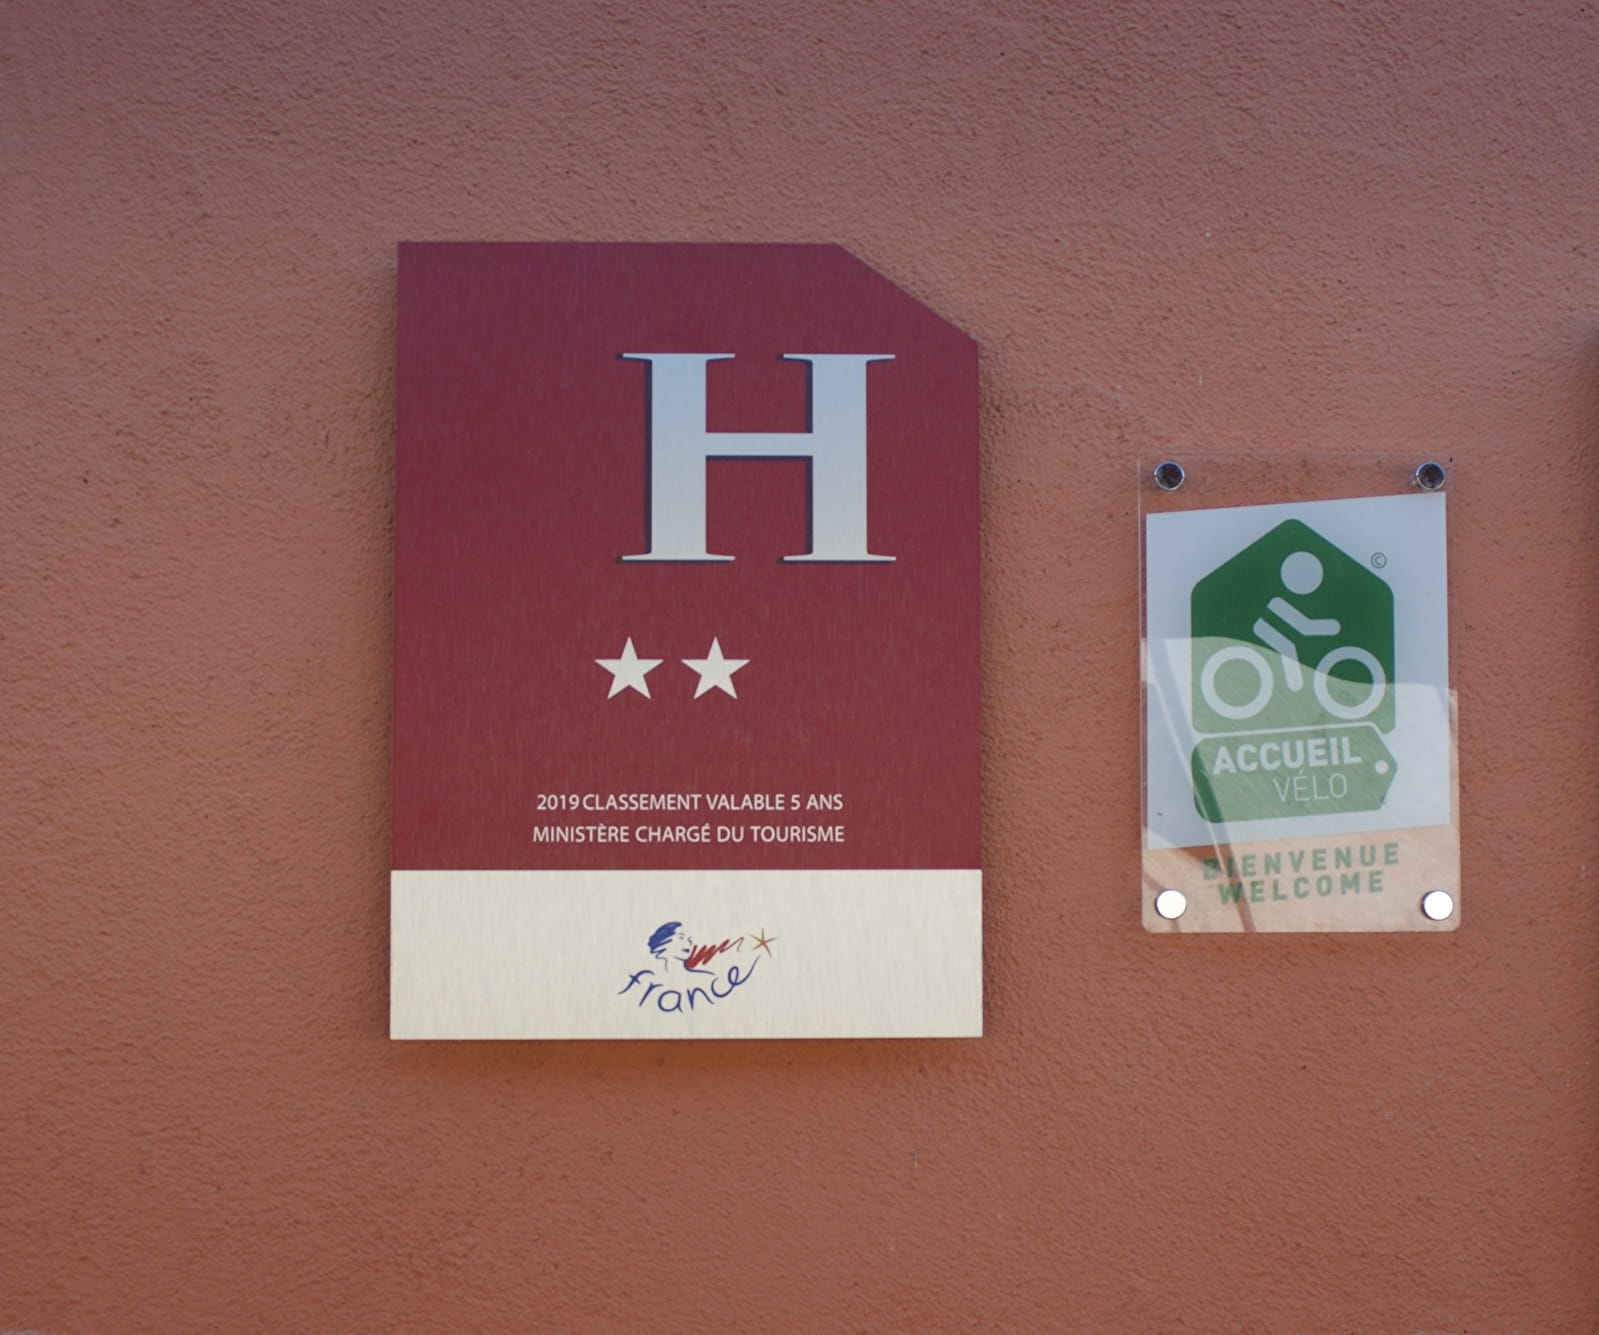 H
2019 CLASSEMENT VALABLE 5 ANS
MINISTÈRE CHARGÉ DU TOURISME
france
©
ACCUEIL
VÉLO
BIENVENUE
WELCOME